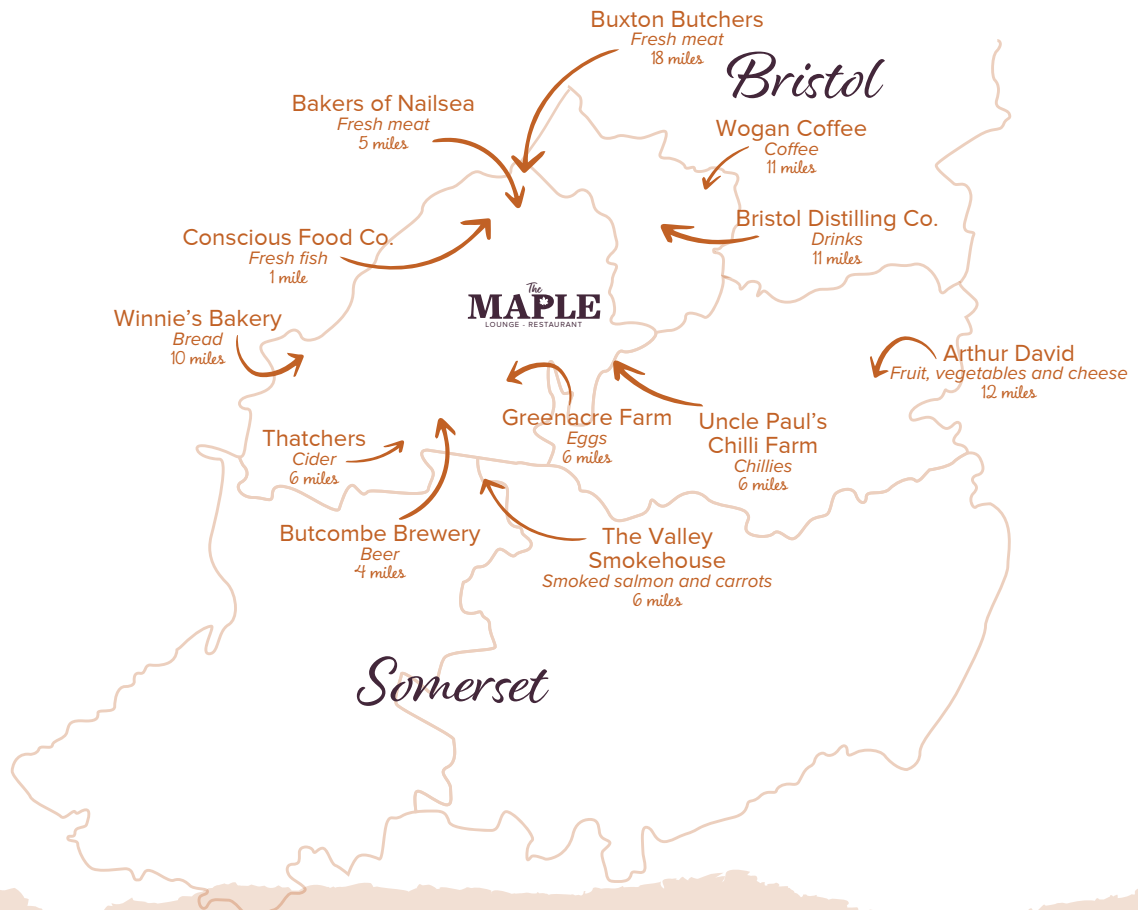 Buxton Butchers
Fresh meat
18 miles
Bristol
Bakers of Nailsea
Fresh meat
5 miles
Wogan Coffee
Coffee
11 miles
Bristol Distilling Co.
Drinks
11 miles
Conscious Food Co.
Fresh fish
1 mile
The
MAPLE
LOUNGE - RESTAURANT
Winnie's Bakery
Bread
10 miles
Arthur David
Fruit, vegetables and cheese
12 miles
Greenacre Farm
Eggs
6 miles
Uncle Paul's
Chilli Farm
Chillies
6 miles
Thatchers
Cider
6 miles
Butcombe Brewery
Beer
4 miles
The Valley
Smokehouse
Smoked salmon and carrots
6 miles
Somerset